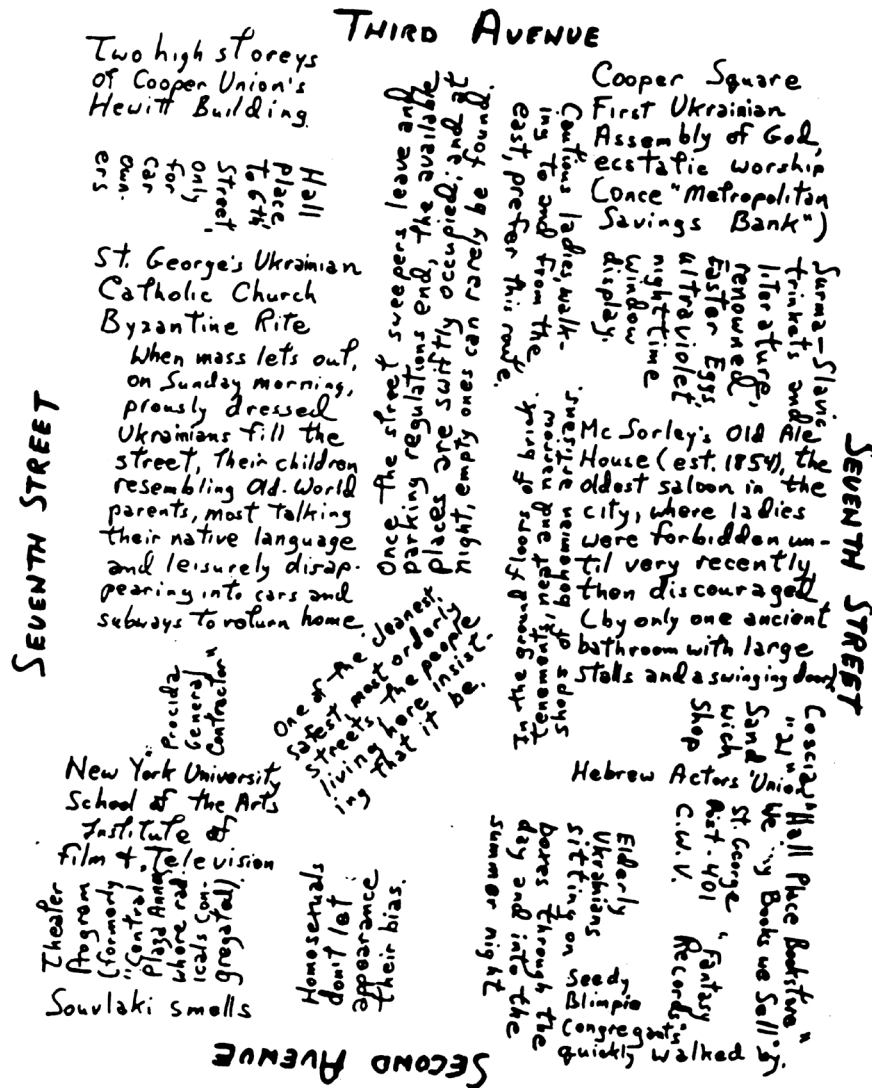 THIRD AVENUE
Two high storeys
of Cooper Union's
Hewitt Building.
Hall
Place,
to 6th
Street,
only
for
car
own-
ers
St. George's Ukrainian
Catholic Church
Byzantine Rite
When mass lets out,
on Sunday morning,
prously dressed
Ukrainians fill the
street, their children
resembling Old-World
parents, most talking
their native language
and leisurely disap-
pearing into cars and
subways to return home.
SEVENTH STREET
Once the street sweepers leave and
parking regulations end, the available
places are swiftly occupied; and at
night, empty ones can rarely be found.
Cautious ladies, walk-
ing to and from the
east, prefer this route.
Cooper Square
First Ukrainian
Assembly of God,
ecstatic worship
(once "Metropolitan
Savings Bank")
Surma—Slavic
trinkets and
literature,
renowned
Easter Eggs,
ultraviolet
nighttime
window
display.
McSorley's Old Ale
House (est. 1854), the
oldest saloon in the
city, where ladies
were forbidden un-
til very recently
then discouraged
(by only one ancient
bathroom with large
stalls and a swinging door)
SEVENTH STREET
Shops of bohemian artisans,
mowen and tenants
In the ground floors of brick
tenements
One of the cleanest,
safest, most orderly
streets, the people
living here insist-
ing that it be.
"Procida
General
Contractor"
New York University
School of the Arts
Institute of
Film & Television
Theater
Program
(formerly
"Central
Plaza Annex"
where rad-
icals con-
gregated)
Souvlaki smells
Homosexuals
don't let
appearance
their bias.
Coscia's
"21"
Sand-
wich
Shop
Hebrew Actors' Union
"Hall Place Bookstore"
"We Buy Books we Sell"
St. George
Post-401
C.W.V.
"Fantasy
Records"
Elderly
Ukrainians
sitting on
boxes through the
day and into the
summer night
Seedy
Blimpie
Congregants"
quickly walked by.
SECOND AVENUE